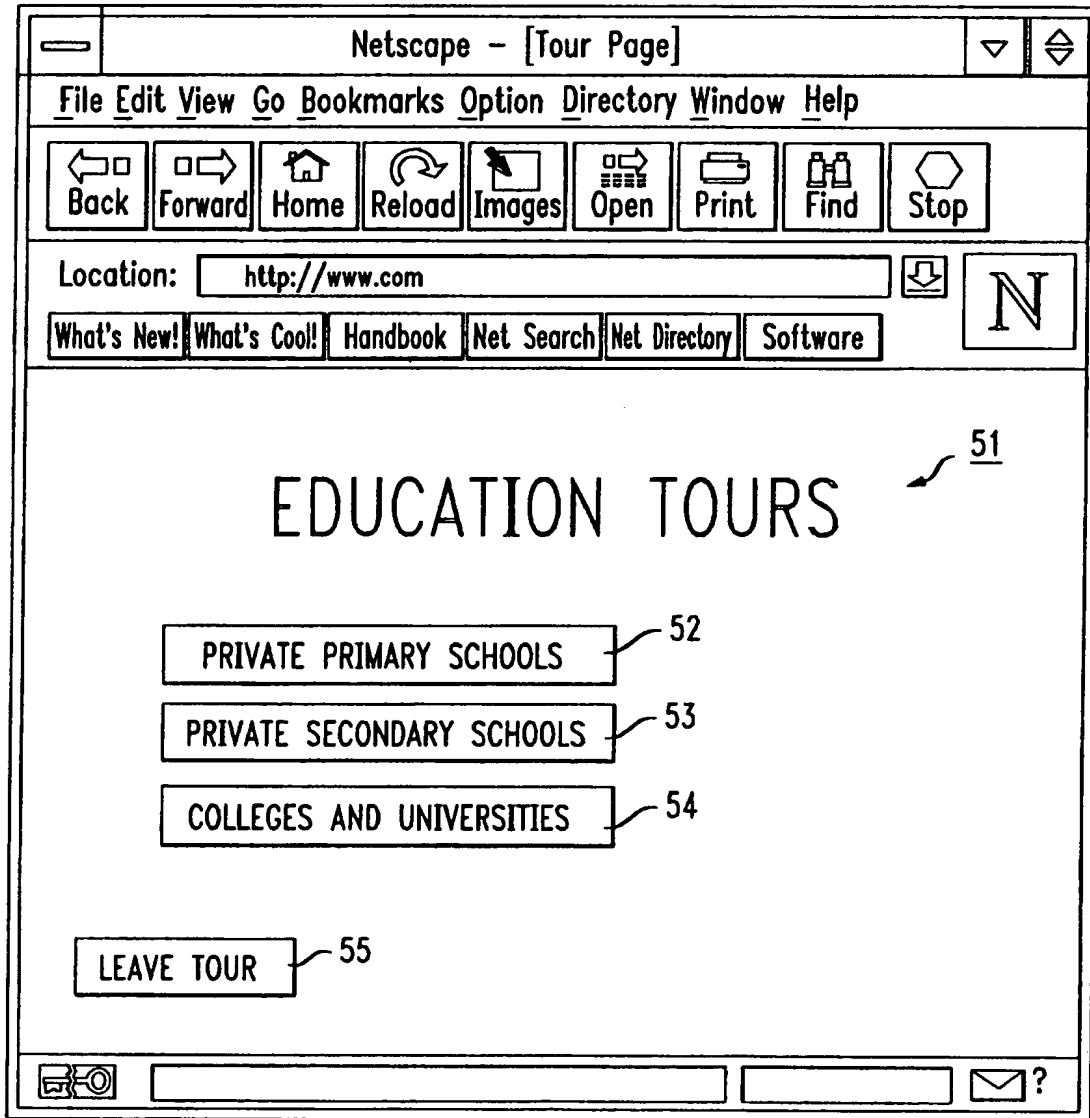 Netscape – [Tour Page]
File Edit View Go Bookmarks Option Directory Window Help
Back Forward Home Reload Images Open Print Find Stop
Location: http://www.com
N
What's New! What's Cool! Handbook Net Search Net Directory Software
51
EDUCATION TOURS
PRIVATE PRIMARY SCHOOLS 52
PRIVATE SECONDARY SCHOOLS 53
COLLEGES AND UNIVERSITIES 54
LEAVE TOUR 55
?